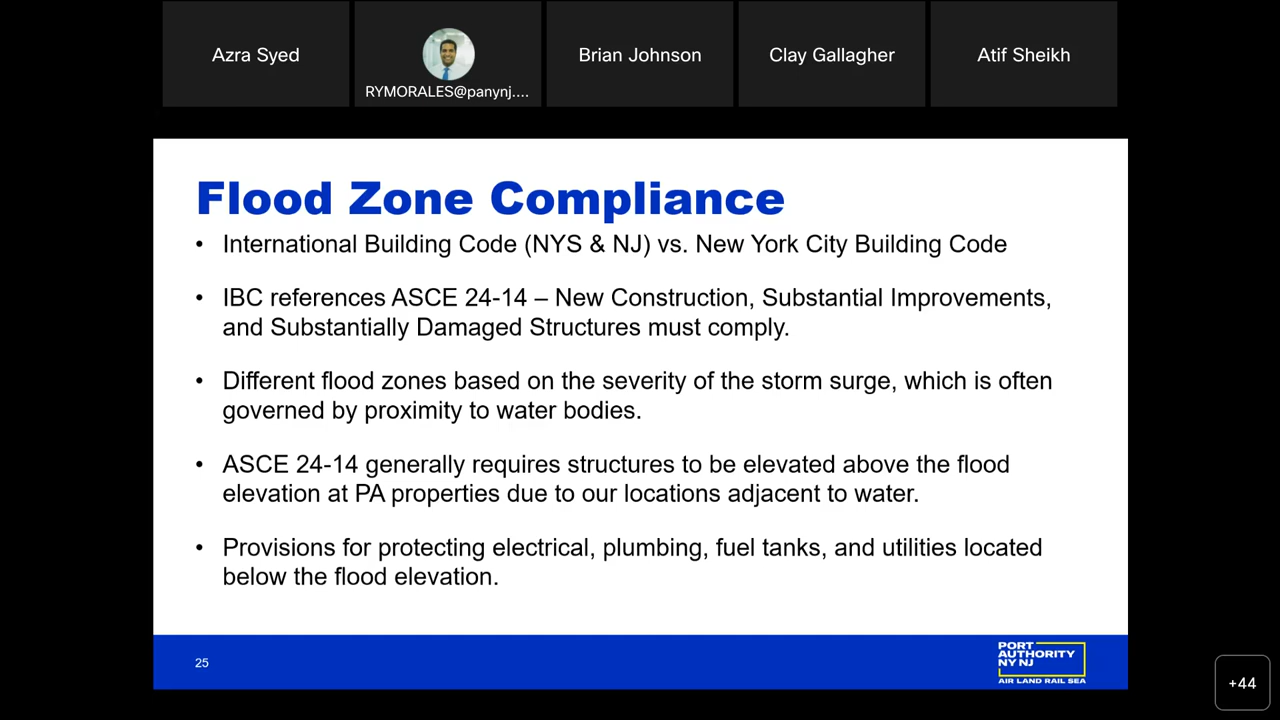 Azra Syed
RYMORALES@panynj....
Brian Johnson
Clay Gallagher
Atif Sheikh
Flood Zone Compliance
• International Building Code (NYS & NJ) vs. New York City Building Code
• IBC references ASCE 24-14 – New Construction, Substantial Improvements,
and Substantially Damaged Structures must comply.
• Different flood zones based on the severity of the storm surge, which is often
governed by proximity to water bodies.
• ASCE 24-14 generally requires structures to be elevated above the flood
elevation at PA properties due to our locations adjacent to water.
• Provisions for protecting electrical, plumbing, fuel tanks, and utilities located
below the flood elevation.
25
PORT
AUTHORITY
NY NJ
AIR LAND RAIL SEA
+44